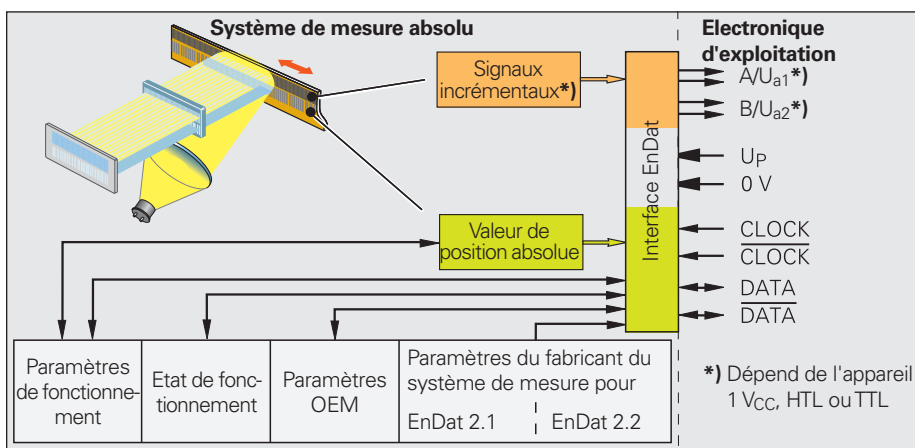 Système de mesure absolu
Electronique
d'exploitation
Signaux
incrémentaux*)
A/Ua1*)
B/Ua2*)
UP
0 V
Interface EnDat
Valeur de
position absolue
CLOCK
CLOCK
DATA
DATA
Paramètres
de fonctionne-
ment
Etat de fonc-
tionnement
Paramètres
OEM
Paramètres du fabricant du
système de mesure pour
EnDat 2.1
EnDat 2.2
*) Dépend de l'appareil
1 VCC, HTL ou TTL